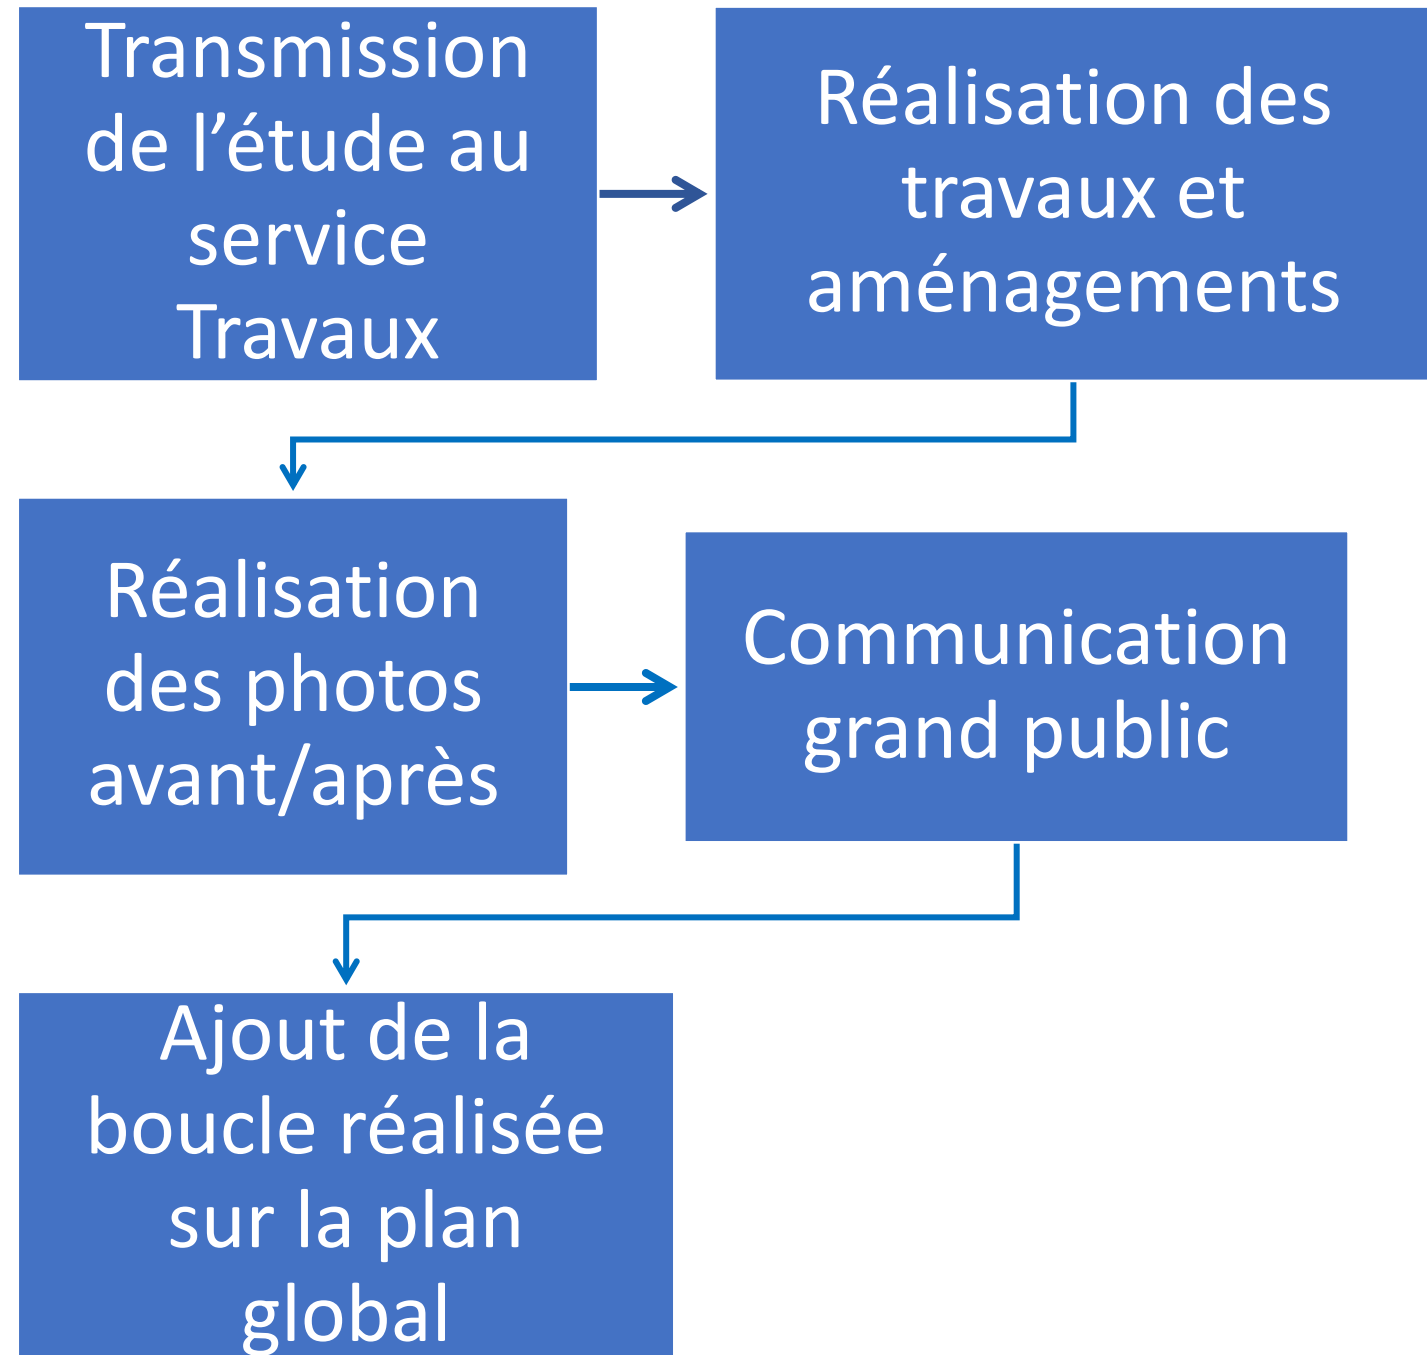 Transmission
de l’étude au
service
Travaux
Réalisation des
travaux et
aménagements
Réalisation
des photos
avant/après
Communication
grand public
Ajout de la
boucle réalisée
sur la plan
global